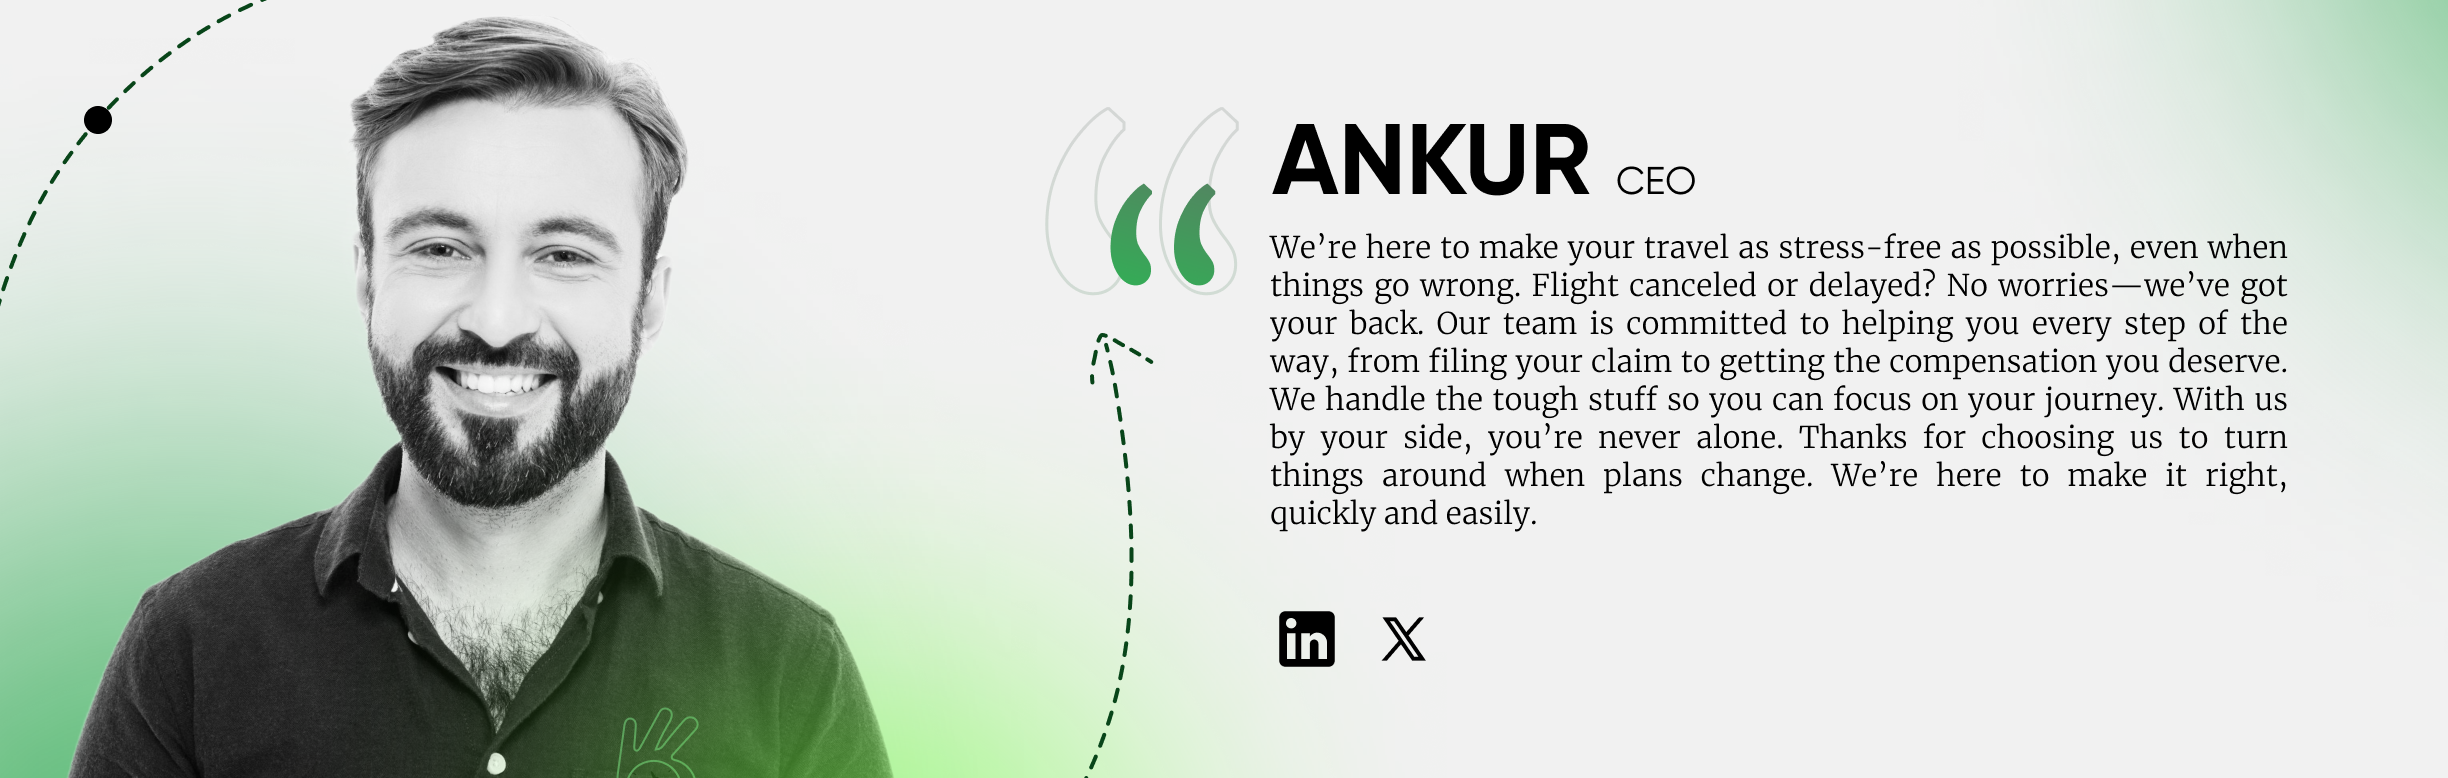 ANKUR CEO
We’re here to make your travel as stress-free as possible, even when
things go wrong. Flight canceled or delayed? No worries—we’ve got
your back. Our team is committed to helping you every step of the
way, from filing your claim to getting the compensation you deserve.
We handle the tough stuff so you can focus on your journey. With us
by your side, you’re never alone. Thanks for choosing us to turn
things around when plans change. We’re here to make it right,
quickly and easily.
in X